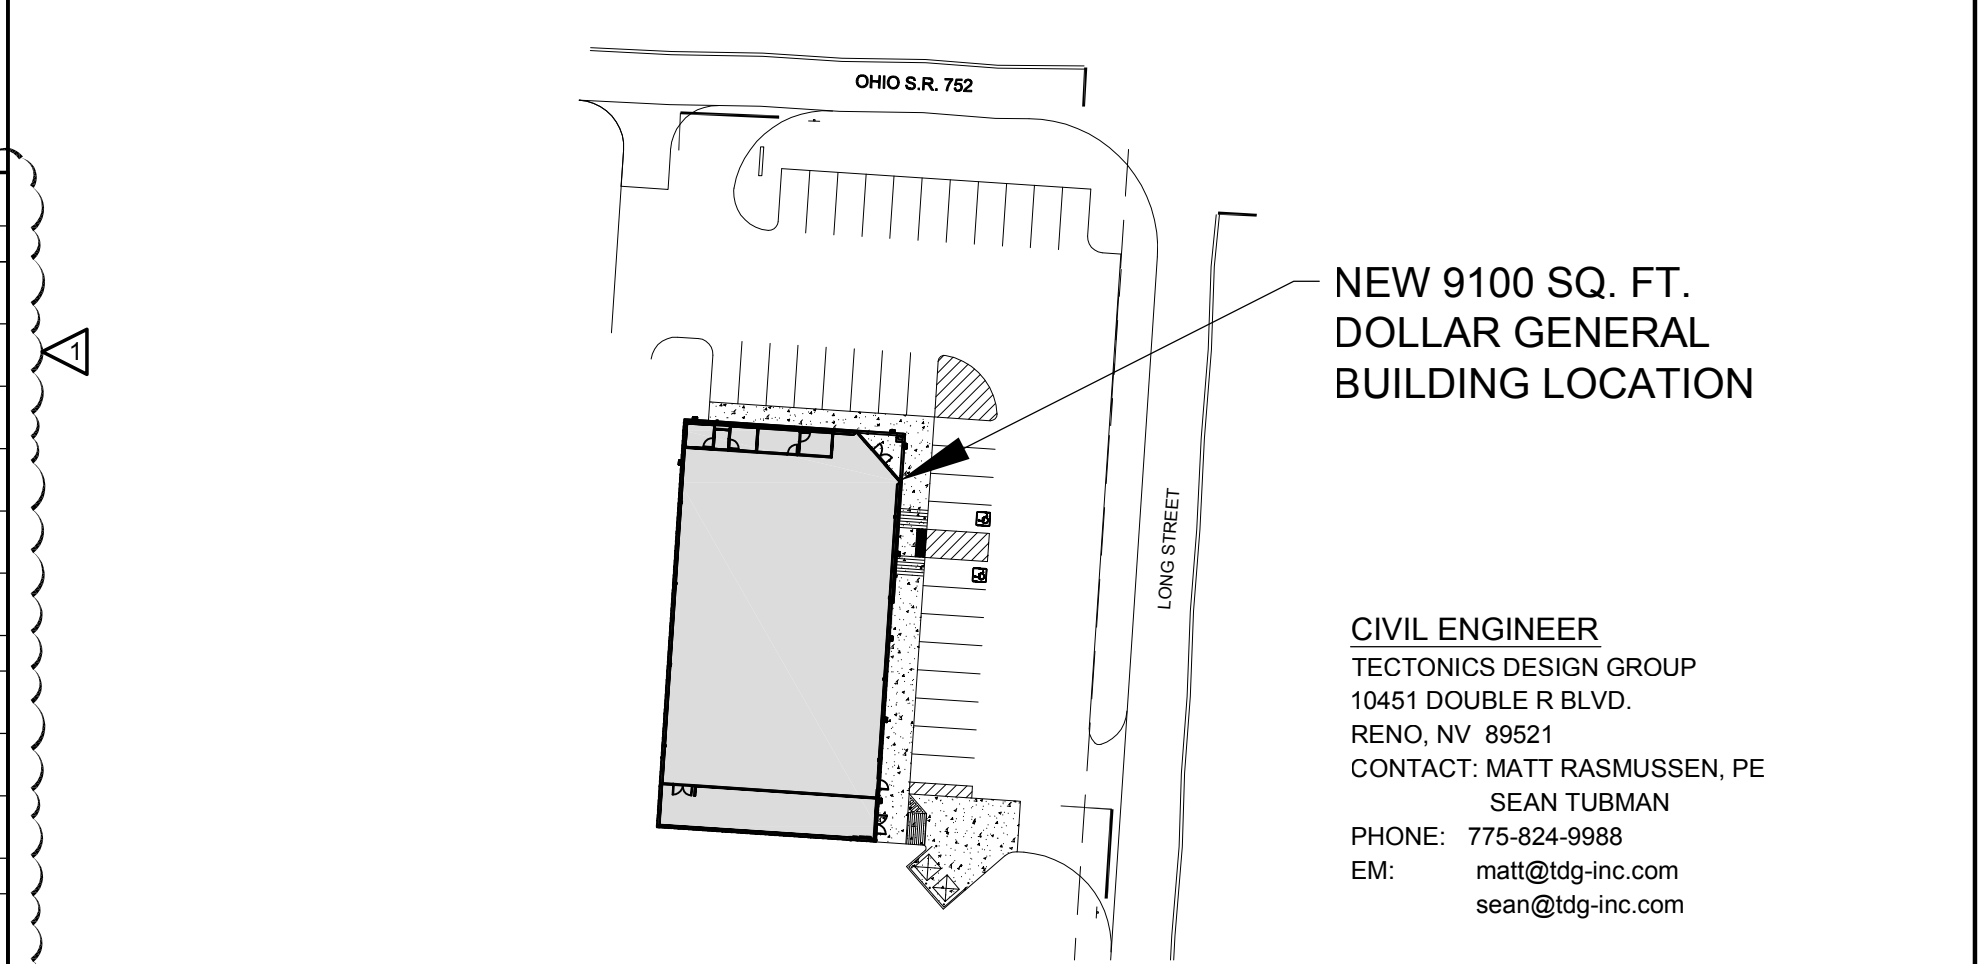 OHIO S.R. 752
NEW 9100 SQ. FT.
DOLLAR GENERAL
BUILDING LOCATION
1
LONG STREET
CIVIL ENGINEER
TECTONICS DESIGN GROUP
10451 DOUBLE R BLVD.
RENO, NV 89521
CONTACT: MATT RASMUSSEN, PE
SEAN TUBMAN
PHONE: 775-824-9988
EM: matt@tdg-inc.com
sean@tdg-inc.com